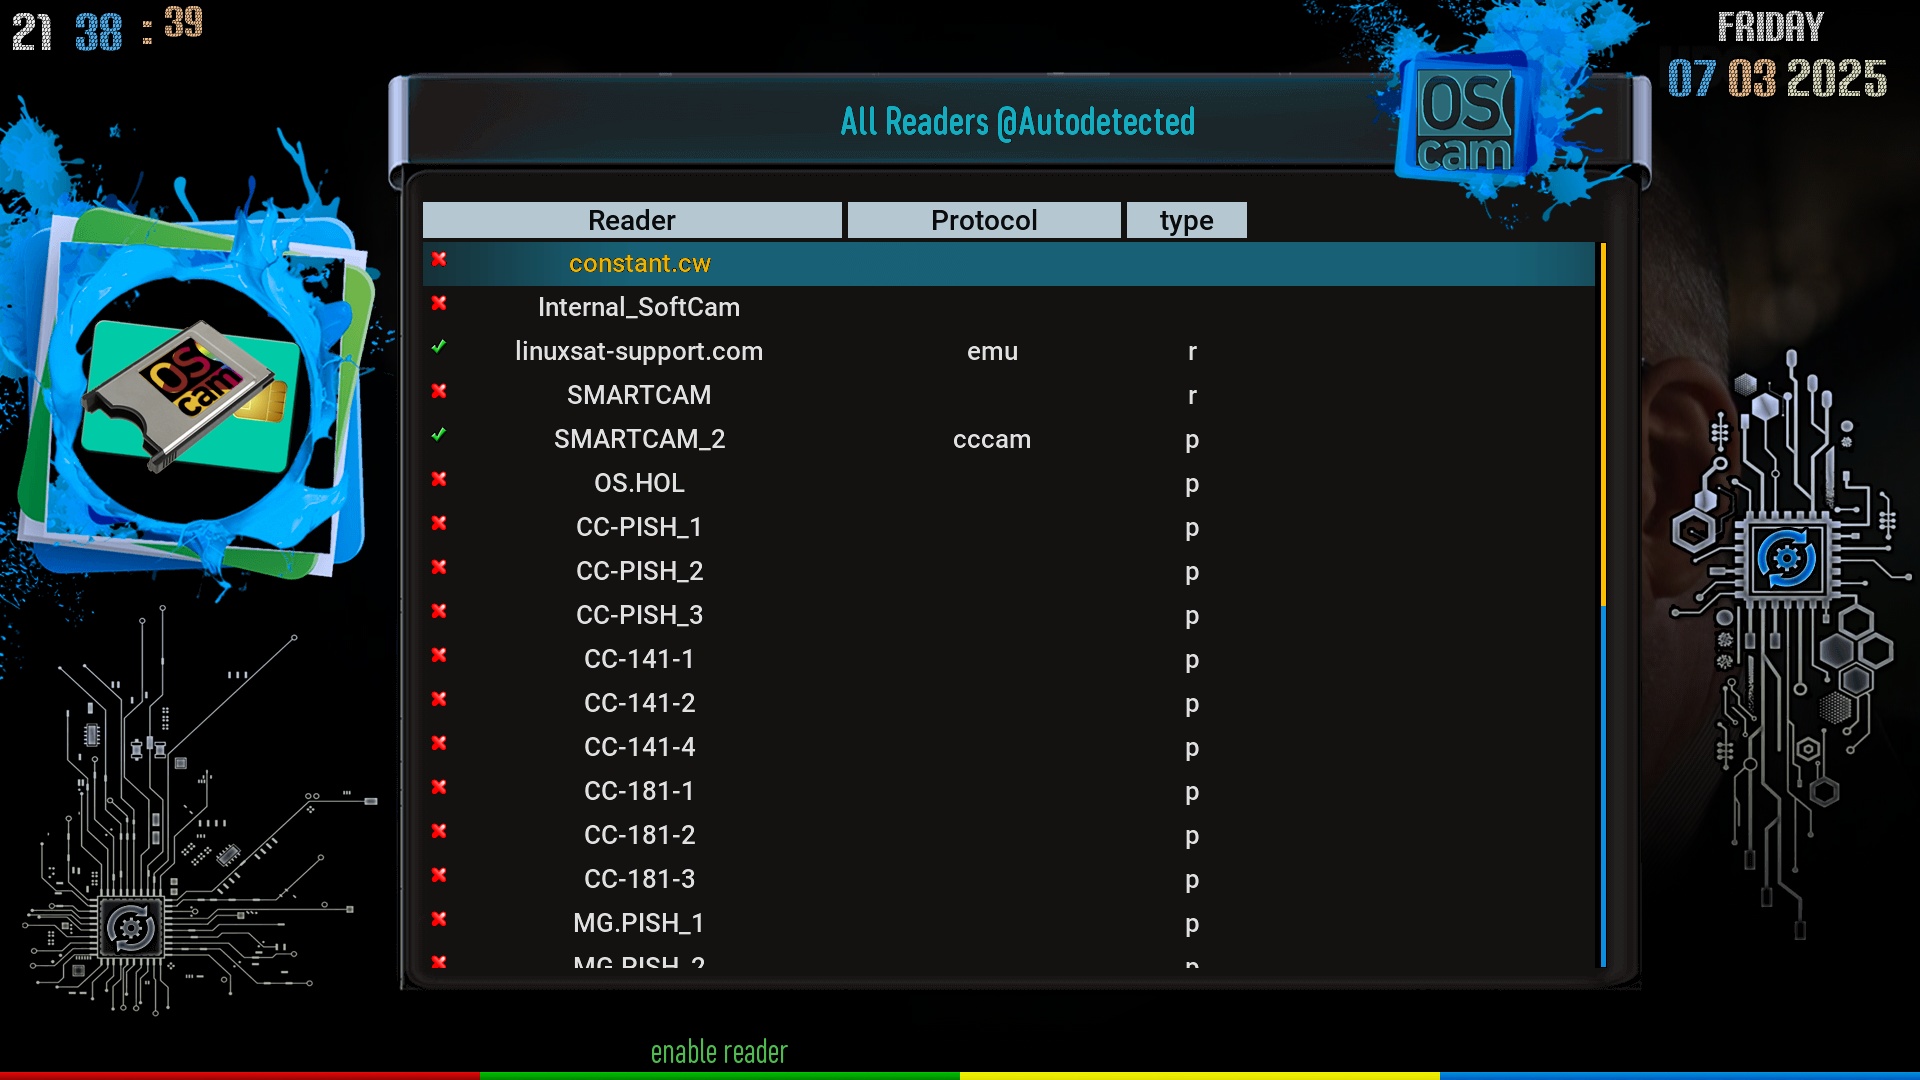 21 38 : 39
FRIDAY
07 03 2025
All Readers @Autodetected
OS
cam
Reader Protocol type
constant.cw
Internal_SoftCam
linuxsat-support.com emu r
SMARTCAM r
SMARTCAM_2 cccam p
OS.HOL p
CC-PISH_1 p
CC-PISH_2 p
CC-PISH_3 p
CC-141-1 p
CC-141-2 p
CC-141-4 p
CC-181-1 p
CC-181-2 p
CC-181-3 p
MG.PISH_1 p
MG.PISH_2 p
OS
cam
enable reader